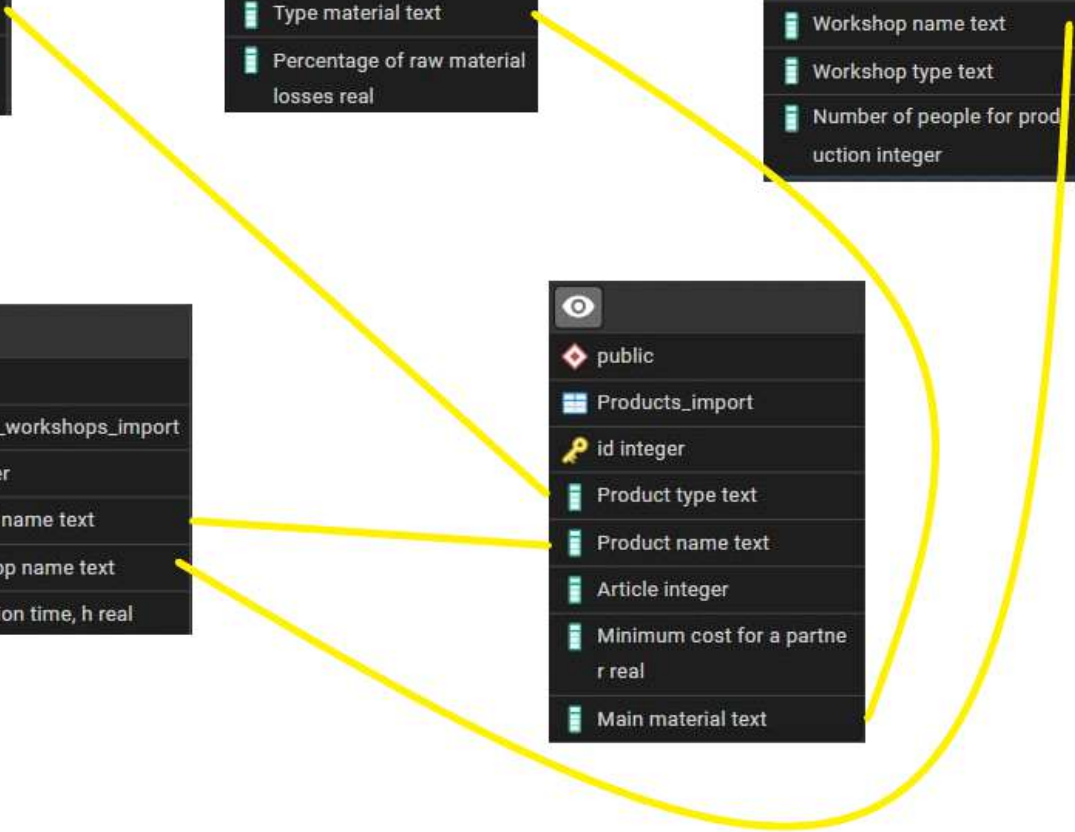 Type material text
Percentage of raw material
losses real
Workshop name text
Workshop type text
Number of people for prod
uction integer
_workshops_import
er
name text
op name text
ion time, h real
public
Products_import
id integer
Product type text
Product name text
Article integer
Minimum cost for a partne
r real
Main material text